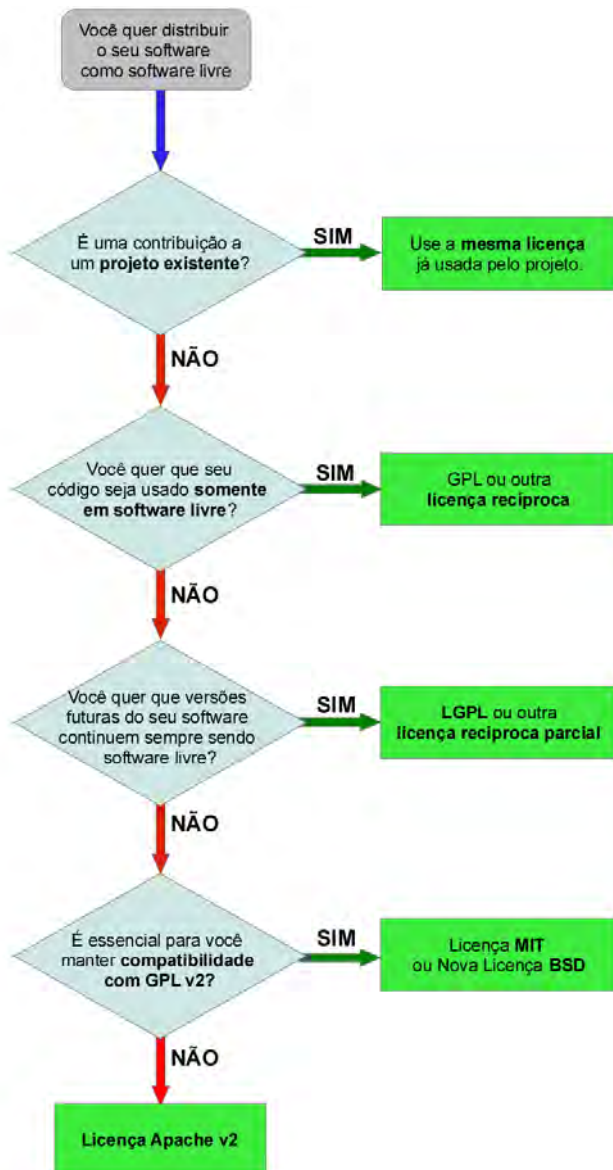 Você quer distribuir
o seu software
como software livre
É uma contribuição a
um projeto existente?
SIM
Use a mesma licença
já usada pelo projeto.
NÃO
Você quer que seu
código seja usado somente
em software livre?
SIM
GPL ou outra
licença reciproca
NÃO
Você quer que versões
futuras do seu software
continuem sempre sendo
software livre?
SIM
LGPL ou outra
licença reciproca parcial
NÃO
É essencial para você
manter compatibilidade
com GPL v2?
SIM
Licença MIT
ou Nova Licença BSD
NÃO
Licença Apache v2